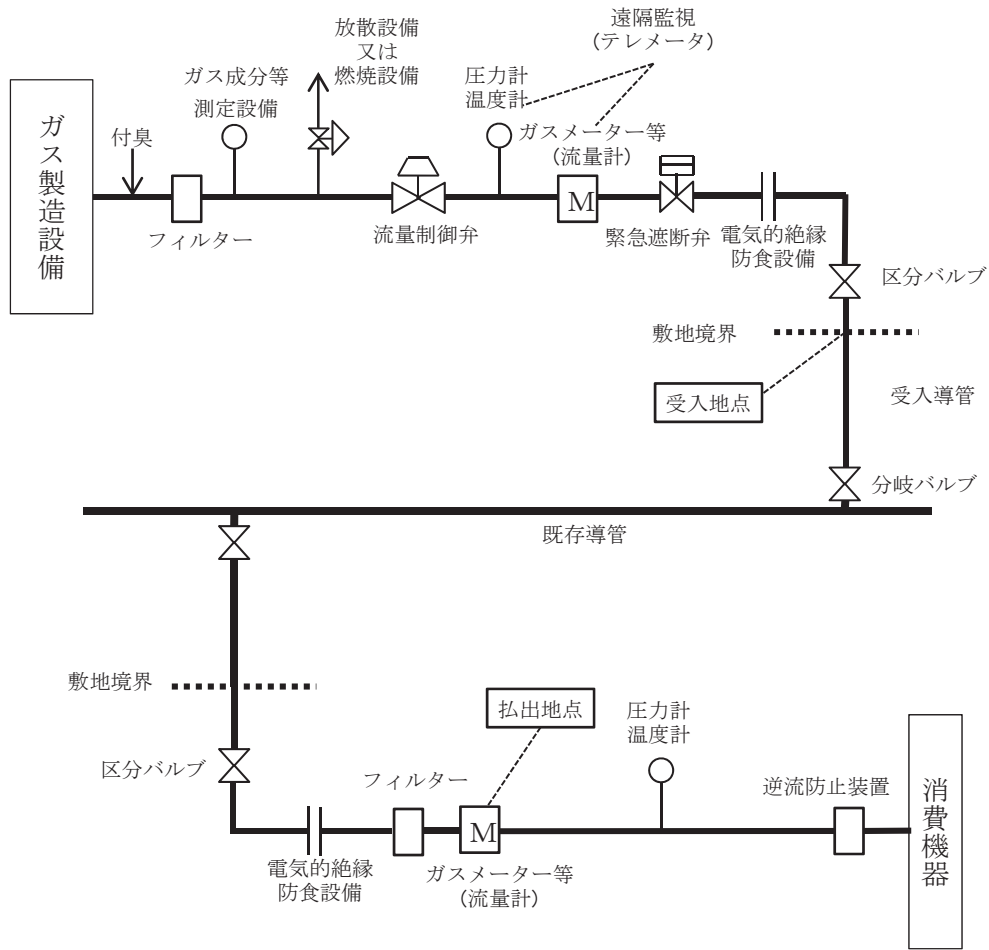 遠隔監視
(テレメータ)
放散設備
又は
燃焼設備
ガス成分等
測定設備
圧力計
温度計
ガスメーター等
(流量計)
付臭
ガス製造設備
M
フィルター
流量制御弁
緊急遮断弁
電気的絶縁
防食設備
区分バルブ
敷地境界
受入地点
受入導管
分岐バルブ
既存導管
敷地境界
払出地点
圧力計
温度計
区分バルブ
フィルター
逆流防止装置
消費機器
M
電気的絶縁
防食設備
ガスメーター等
(流量計)